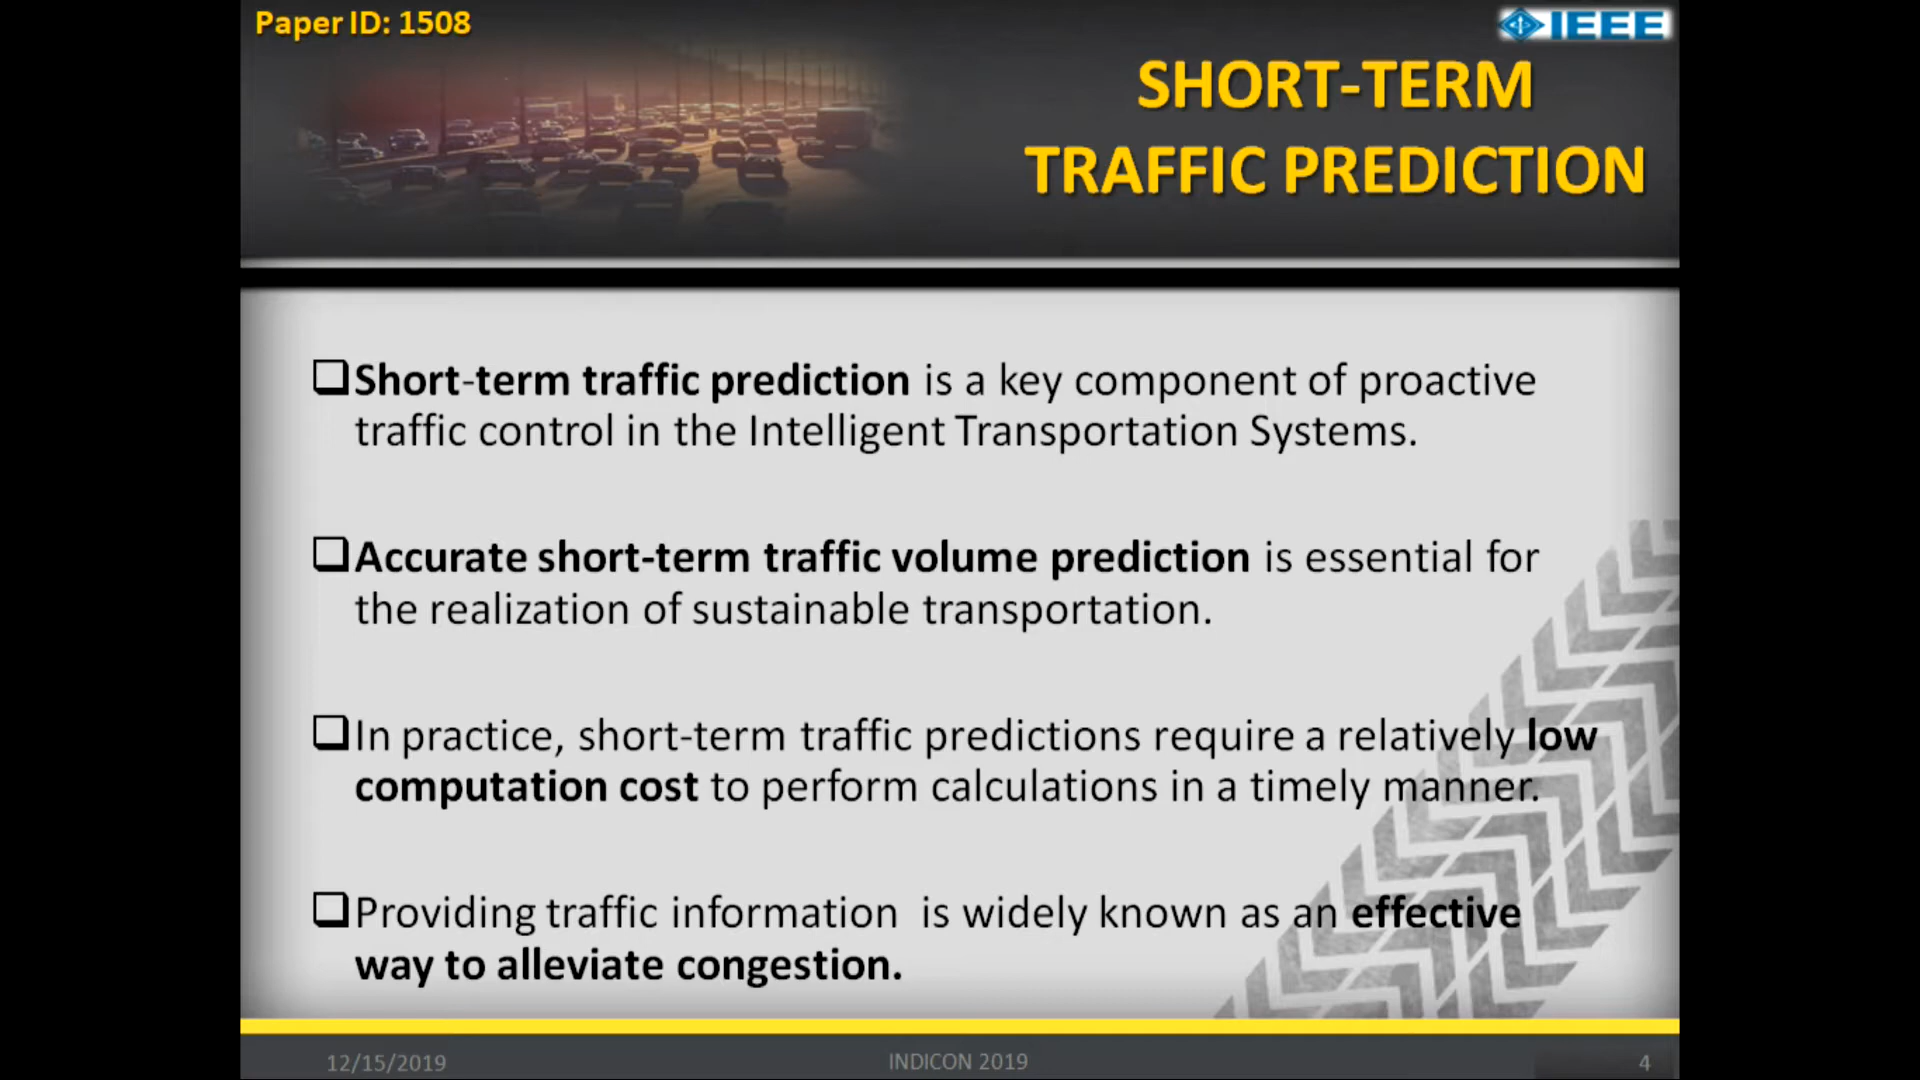 Paper ID: 1508
IEEE
SHORT-TERM
TRAFFIC PREDICTION
Short-term traffic prediction is a key component of proactive
traffic control in the Intelligent Transportation Systems.
Accurate short-term traffic volume prediction is essential for
the realization of sustainable transportation.
In practice, short-term traffic predictions require a relatively low
computation cost to perform calculations in a timely manner.
Providing traffic information is widely known as an effective
way to alleviate congestion.
12/15/2019
INDICON 2019
4